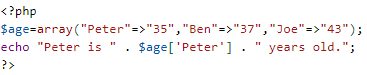 <?php
$age=array("Peter"=>"35","Ben"=>"37","Joe"=>"43");
echo "Peter is " . $age['Peter'] . " years old.";
?>